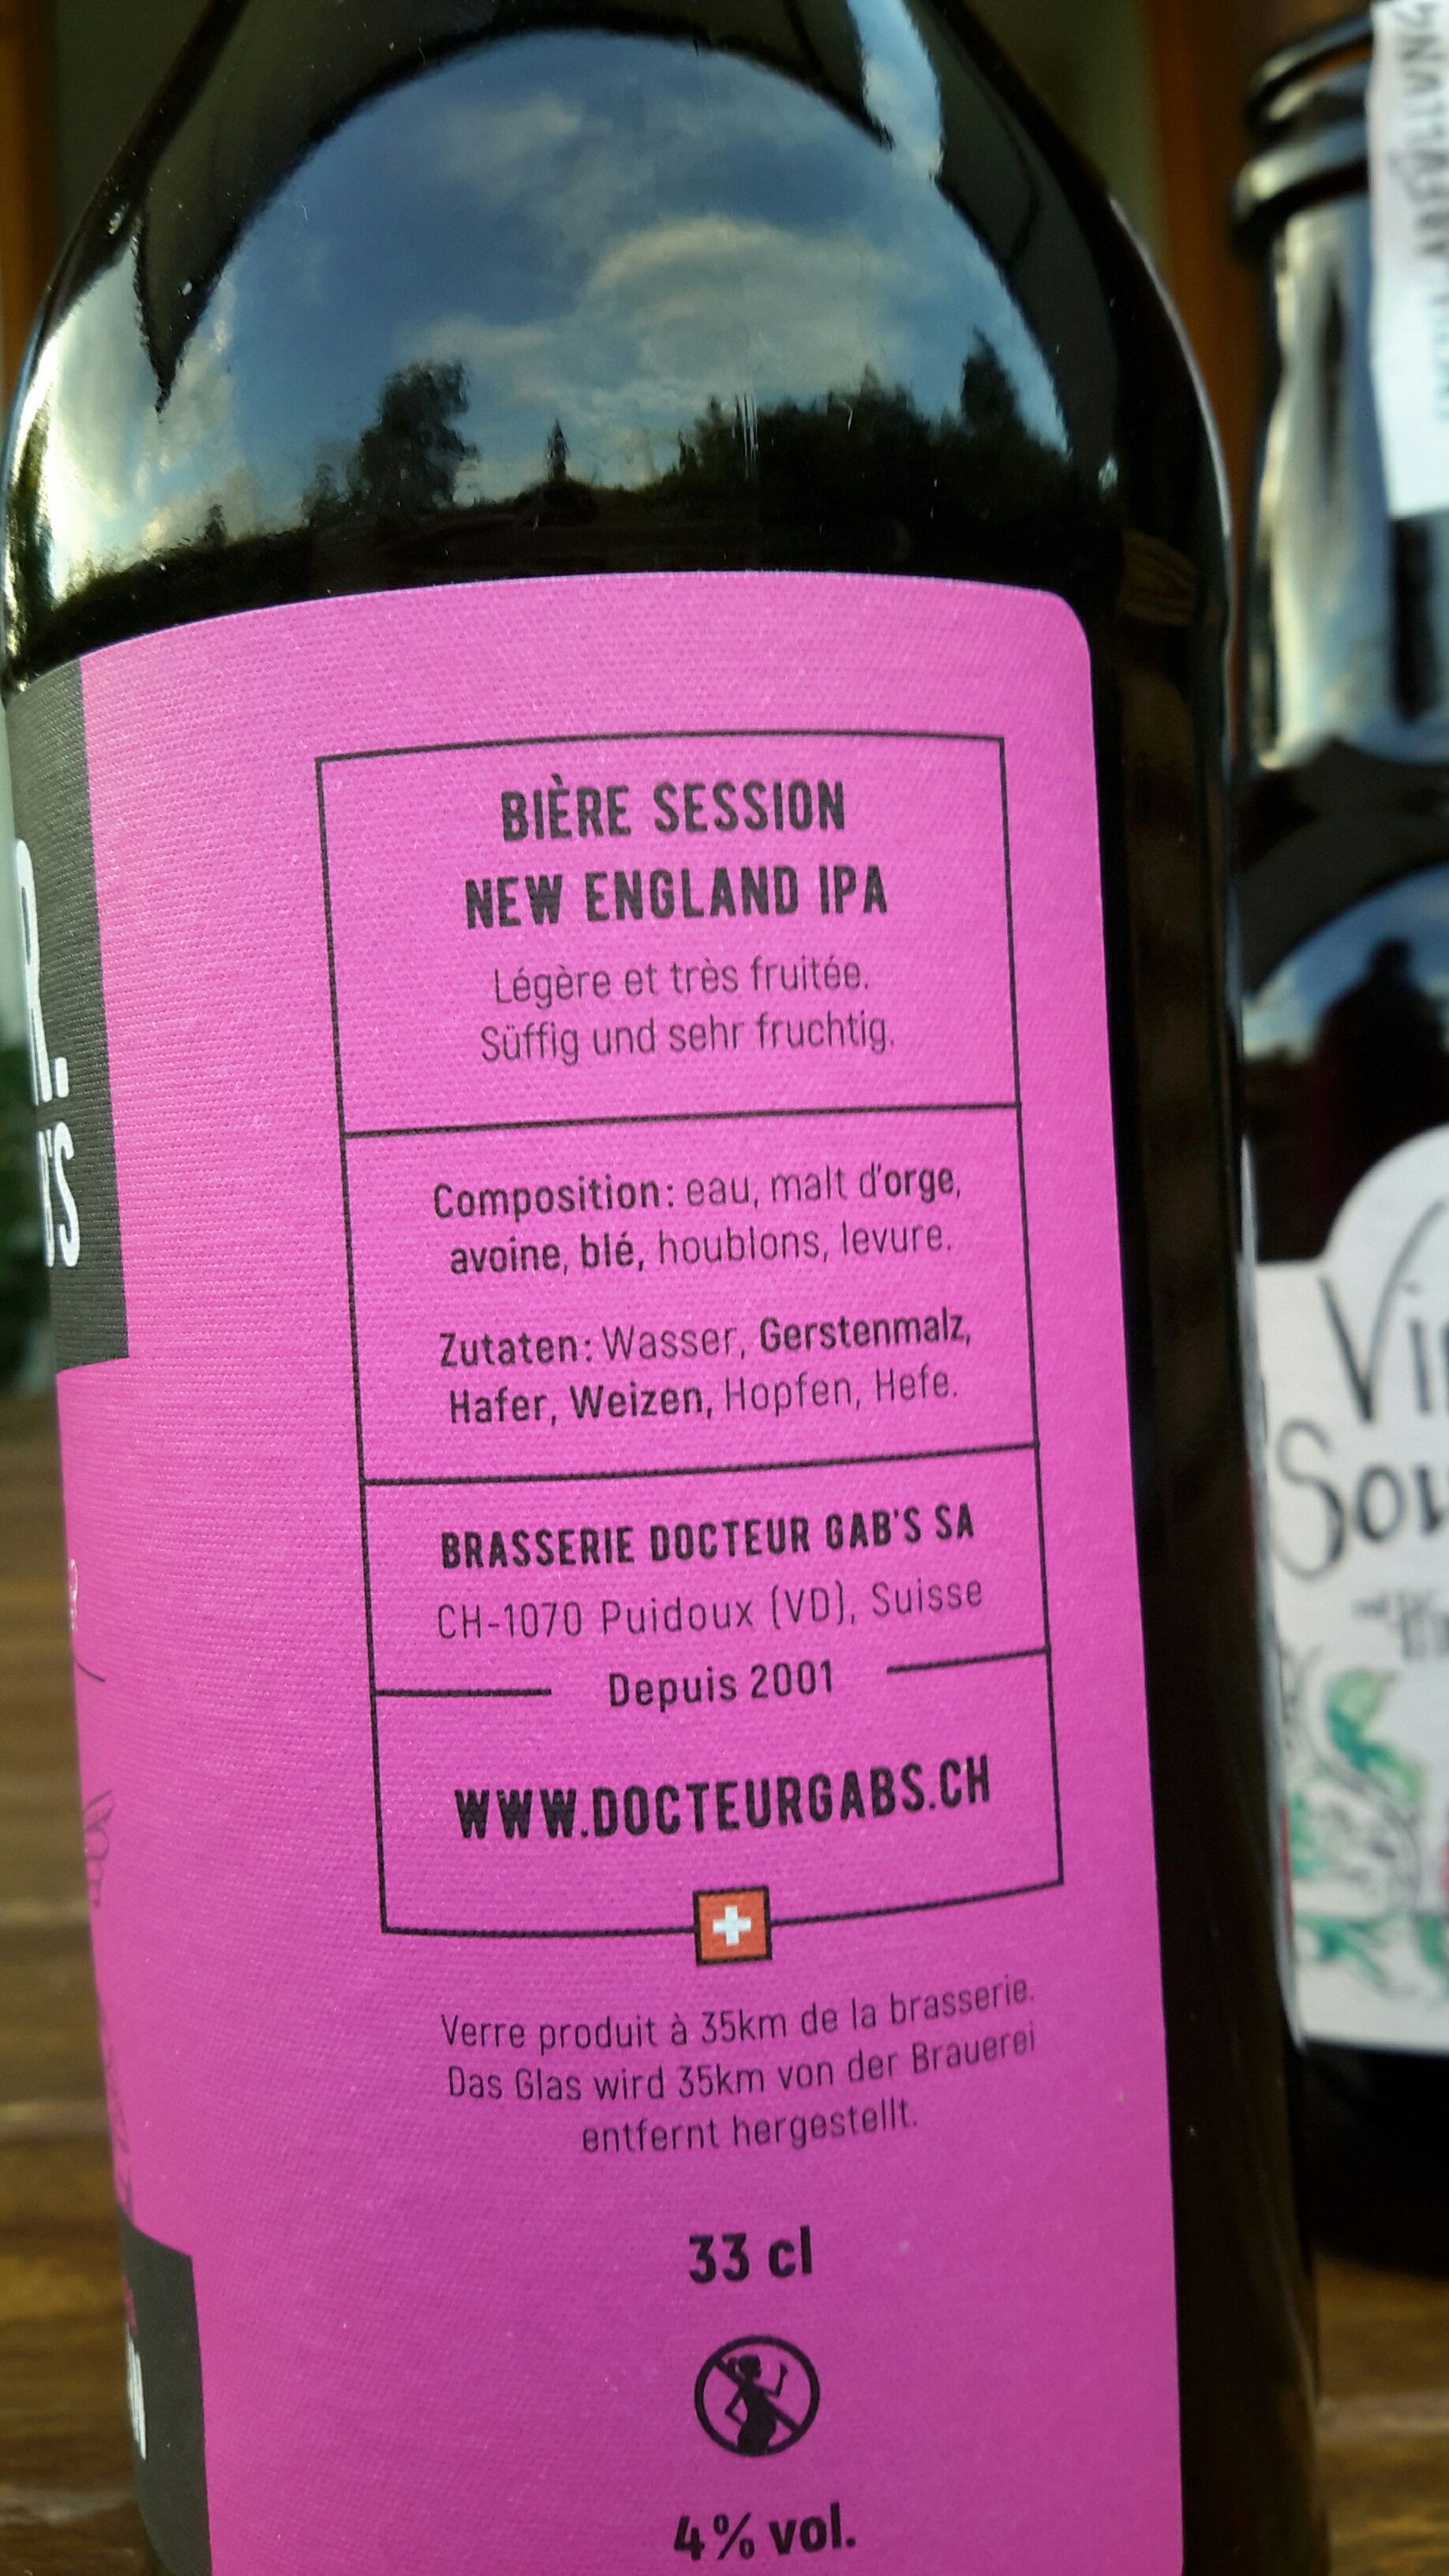 BIÈRE SESSION
NEW ENGLAND IPA
Légère et très fruitée.
Süffig und sehr fruchtig.
Composition: eau, malt d'orge,
avoine, blé, houblons, levure.
Zutaten: Wasser, Gerstenmalz,
Hafer, Weizen, Hopfen, Hefe.
BRASSERIE DOCTEUR GAB'S SA
CH-1070 Puidoux (VD), Suisse
Depuis 2001
WWW.DOCTEURGABS.CH
Verre produit à 35km de la brasserie.
Das Glas wird 35km von der Brauerei
entfernt hergestellt.
33 cl
4% vol.